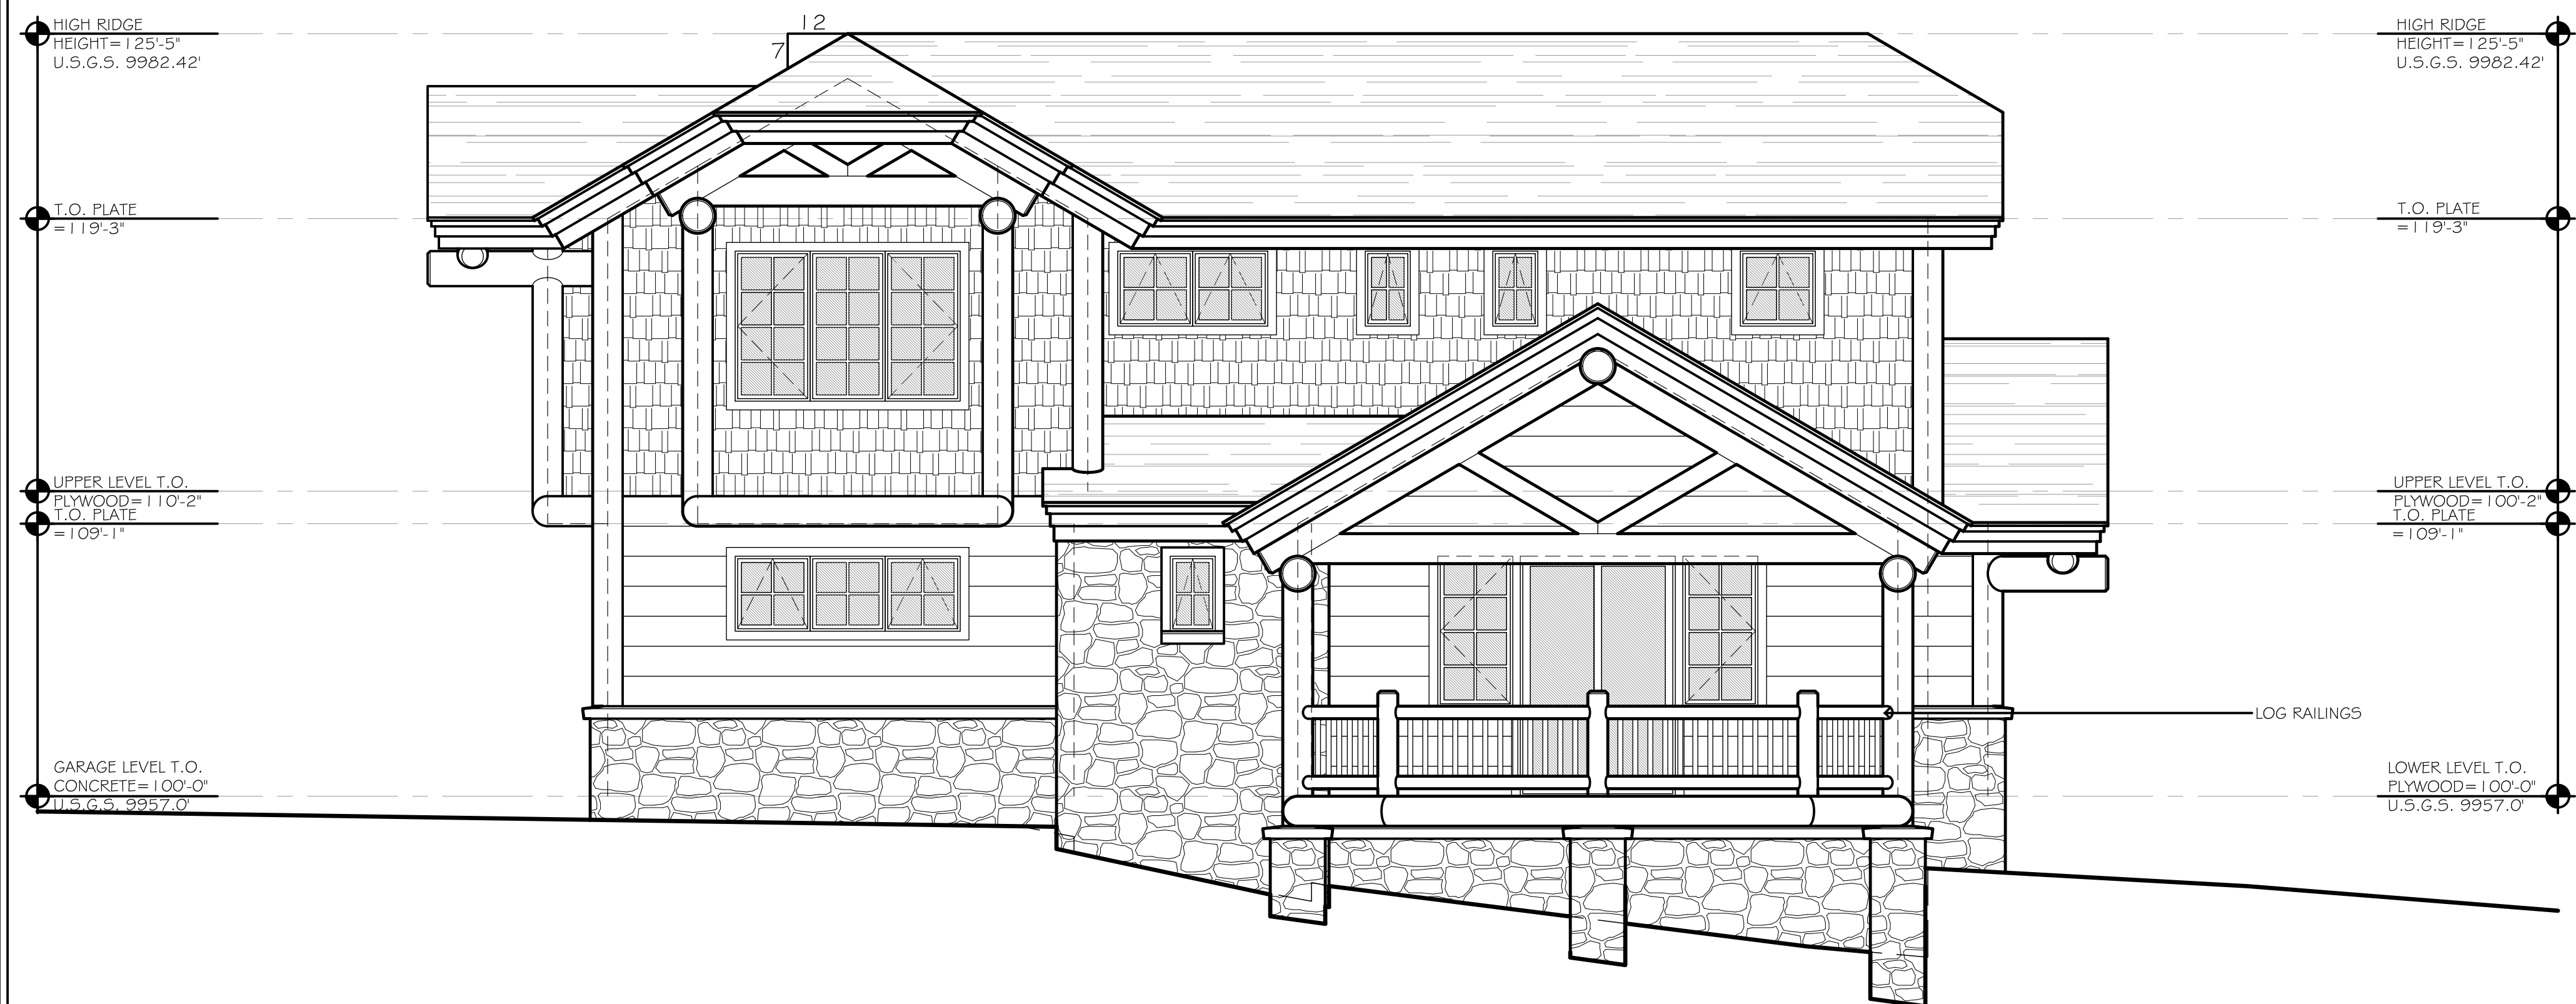 HIGH RIDGE
HEIGHT=125'-5"
U.S.G.S. 9982.42'
12
7
HIGH RIDGE
HEIGHT=125'-5"
U.S.G.S. 9982.42'
T.O. PLATE
=119'-3"
T.O. PLATE
=119'-3"
UPPER LEVEL T.O.
PLYWOOD=110'-2"
T.O. PLATE
=109'-1"
UPPER LEVEL T.O.
PLYWOOD=100'-2"
T.O. PLATE
=109'-1"
LOG RAILINGS
GARAGE LEVEL T.O.
CONCRETE=100'-0"
U.S.G.S. 9957.0'
LOWER LEVEL T.O.
PLYWOOD=100'-0"
U.S.G.S. 9957.0'